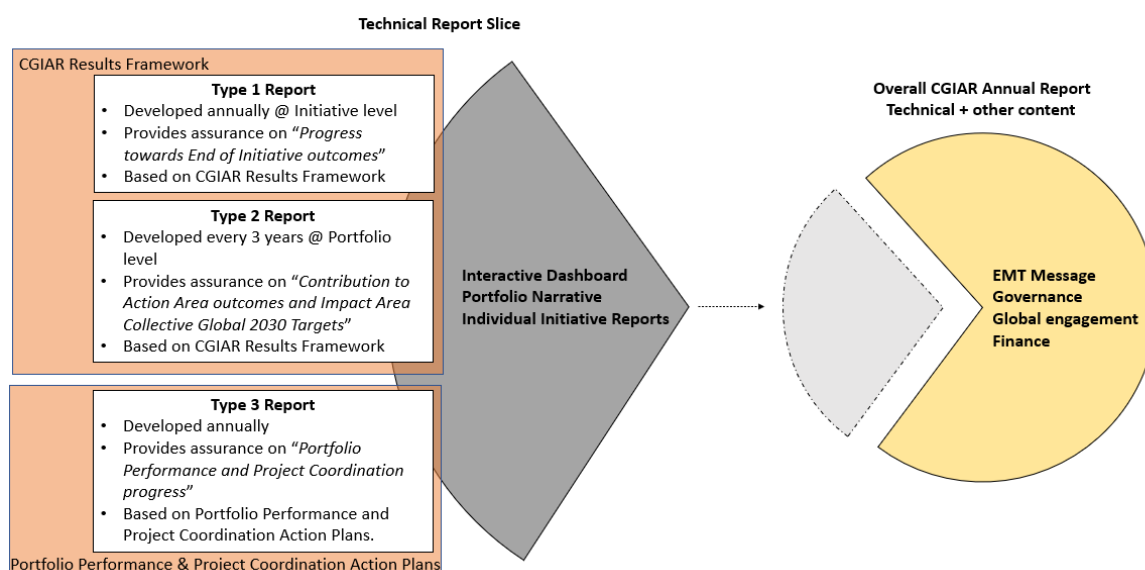 Technical Report Slice
CGIAR Results Framework
Type 1 Report
• Developed annually @ Initiative level
• Provides assurance on “Progress
towards End of Initiative outcomes”
• Based on CGIAR Results Framework
Type 2 Report
• Developed every 3 years @ Portfolio
level
• Provides assurance on “Contribution to
Action Area outcomes and Impact Area
Collective Global 2030 Targets”
• Based on CGIAR Results Framework
Type 3 Report
• Developed annually
• Provides assurance on “Portfolio
Performance and Project Coordination
progress”
• Based on Portfolio Performance and
Project Coordination Action Plans.
Portfolio Performance & Project Coordination Action Plans
Interactive Dashboard
Portfolio Narrative
Individual Initiative Reports
Overall CGIAR Annual Report
Technical + other content
EMT Message
Governance
Global engagement
Finance